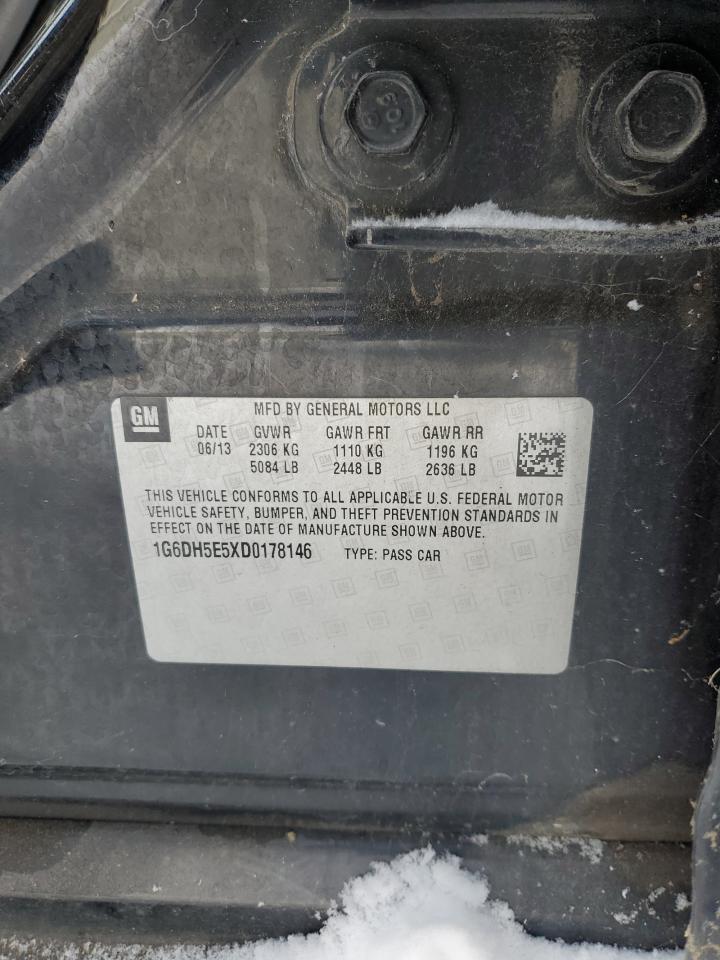 GM
MFD BY GENERAL MOTORS LLC
DATE GVWR GAWR FRT GAWR RR
06/13 2306 KG 1110 KG 1196 KG
5084 LB 2448 LB 2636 LB
THIS VEHICLE CONFORMS TO ALL APPLICABLE U.S. FEDERAL MOTOR
VEHICLE SAFETY, BUMPER, AND THEFT PREVENTION STANDARDS IN
EFFECT ON THE DATE OF MANUFACTURE SHOWN ABOVE.
1G6DH5E5XD0178146 TYPE: PASS CAR